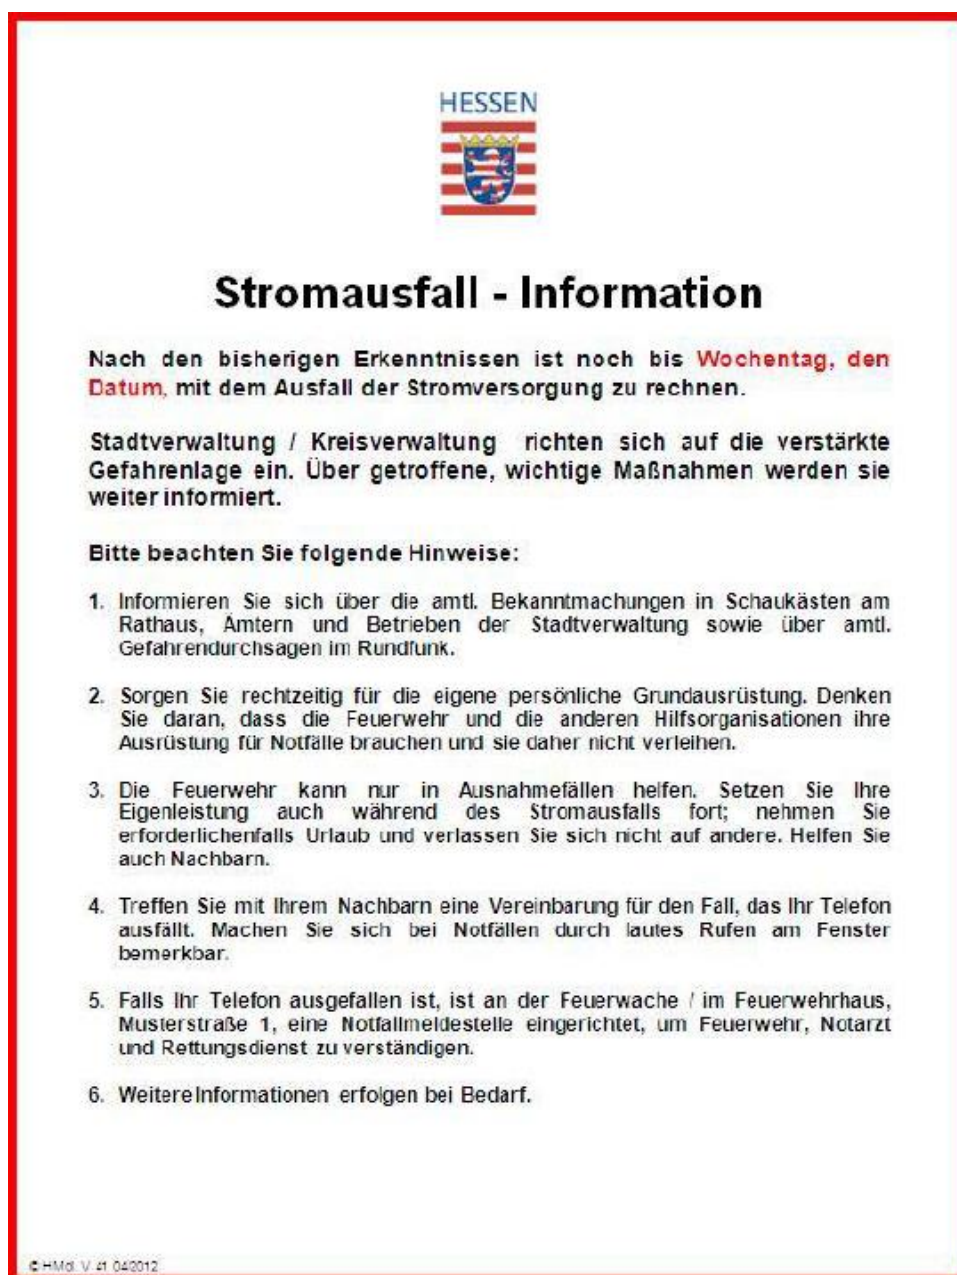 HESSEN
Stromausfall - Information
Nach den bisherigen Erkenntnissen ist noch bis Wochentag, den
Datum, mit dem Ausfall der Stromversorgung zu rechnen.
Stadtverwaltung / Kreisverwaltung richten sich auf die verstärkte
Gefahrenlage ein. Über getroffene, wichtige Maßnahmen werden sie
weiter informiert.
Bitte beachten Sie folgende Hinweise:
1. Informieren Sie sich über die amtl. Bekanntmachungen in Schaukästen am
Rathaus, Ämtern und Betrieben der Stadtverwaltung sowie über amtl.
Gefahrendurchsagen im Rundfunk.
2. Sorgen Sie rechtzeitig für die eigene persönliche Grundausrüstung. Denken
Sie daran, dass die Feuerwehr und die anderen Hilfsorganisationen ihre
Ausrüstung für Notfälle brauchen und sie daher nicht verleihen.
3. Die Feuerwehr kann nur in Ausnahmefällen helfen. Setzen Sie Ihre
Eigenleistung auch während des Stromausfalls fort; nehmen Sie
erforderlichenfalls Urlaub und verlassen Sie sich nicht auf andere. Helfen Sie
auch Nachbarn.
4. Treffen Sie mit Ihrem Nachbarn eine Vereinbarung für den Fall, das Ihr Telefon
ausfällt. Machen Sie sich bei Notfällen durch lautes Rufen am Fenster
bemerkbar.
5. Falls Ihr Telefon ausgefallen ist, ist an der Feuerwache / im Feuerwehrhaus,
Musterstraße 1, eine Notfallmeldestelle eingerichtet, um Feuerwehr, Notarzt
und Rettungsdienst zu verständigen.
6. Weitere Informationen erfolgen bei Bedarf.
© HMdI V 41 04/2012